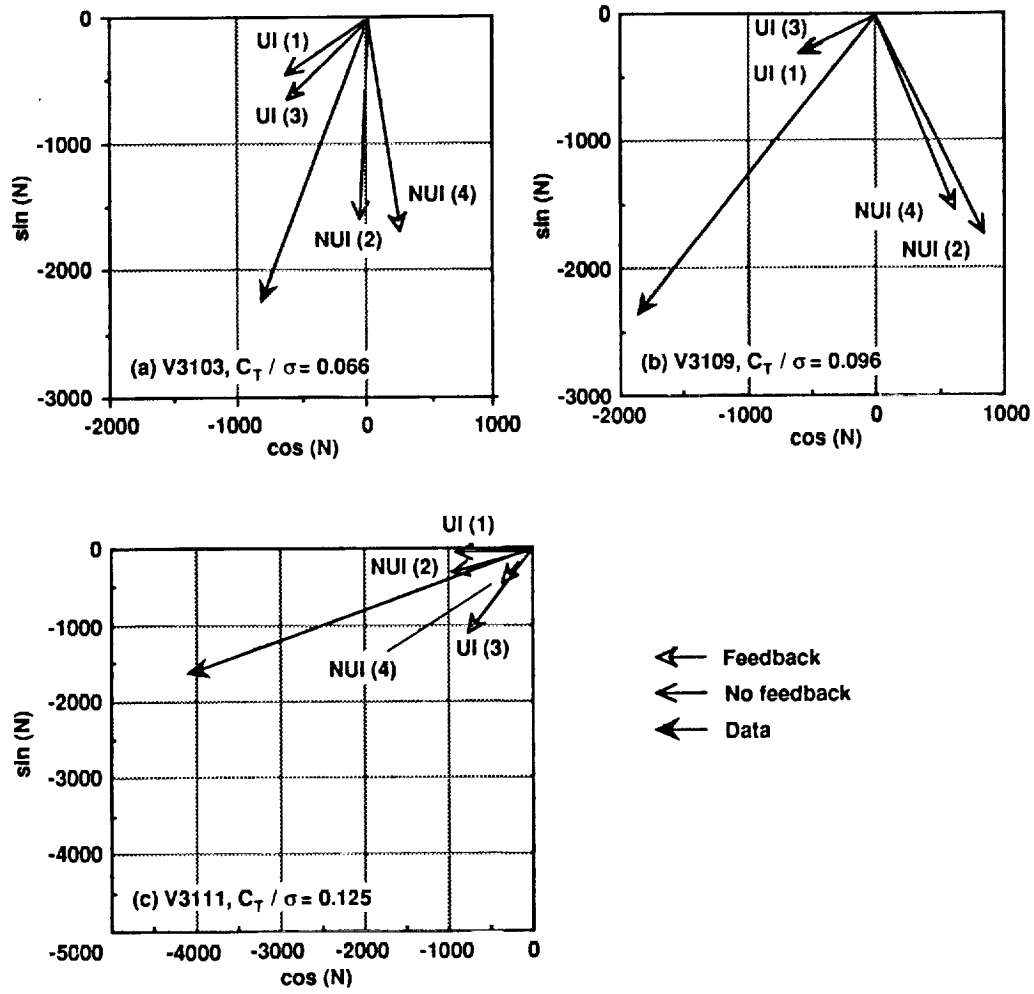 0
-1000
-2000
-3000
sin (N)
UI (1)
UI (3)
NUI (4)
NUI (2)
(a) V3103, C_T / σ = 0.066
-2000 -1000 0 1000
cos (N)
0
-1000
-2000
-3000
sin (N)
UI (3)
UI (1)
NUI (4)
NUI (2)
(b) V3109, C_T / σ = 0.096
-2000 -1000 0 1000
cos (N)
0
-1000
-2000
-3000
-4000
-5000
sin (N)
UI (1)
NUI (2)
UI (3)
NUI (4)
(c) V3111, C_T / σ = 0.125
-4000 -3000 -2000 -1000 0
cos (N)
Feedback
No feedback
Data